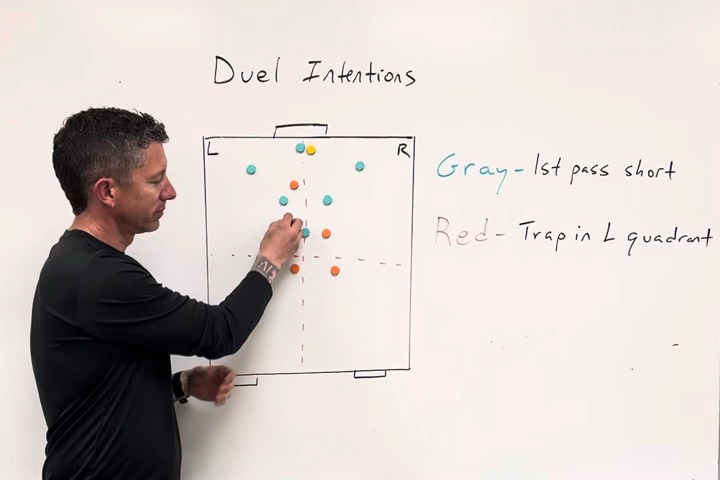 Duel Intentions
L R
Gray - 1st pass short
Red - Trap in L quadrant